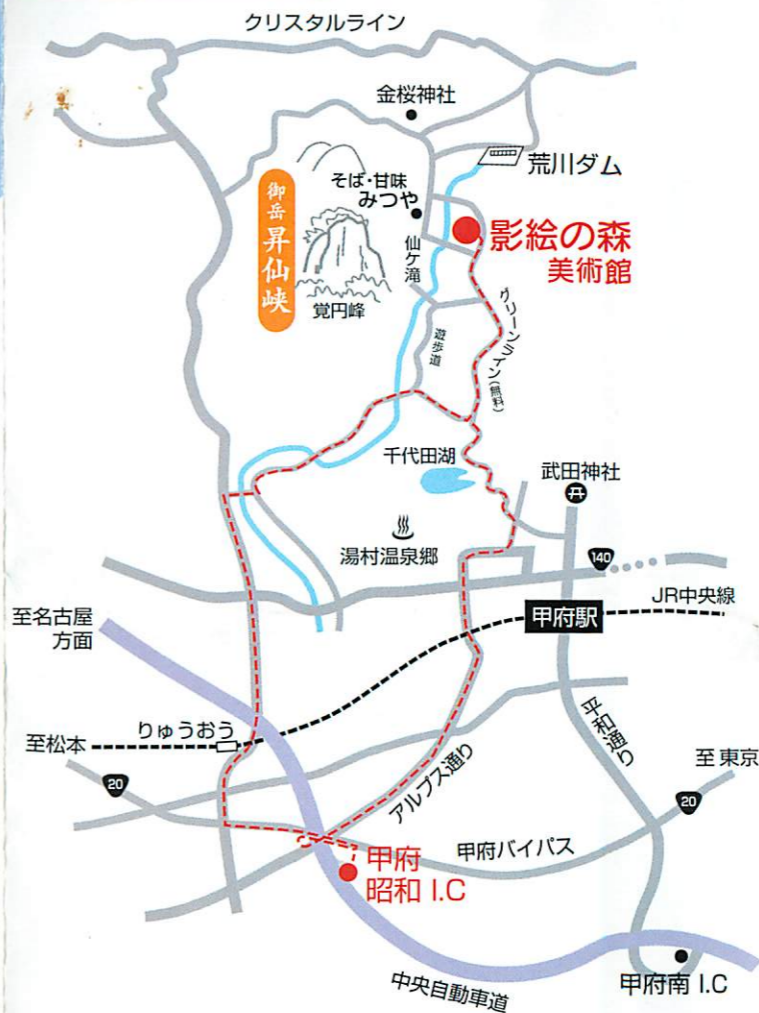 クリスタルライン
金桜神社
荒川ダム
そば・甘味
みつや
御岳
昇仙峡
仙ヶ滝
影絵の森
美術館
覚円峰
グリーンライン(無料)
遊歩道
千代田湖
武田神社
湯村温泉郷
140
JR中央線
甲府駅
至名古屋
方面
りゅうおう
至松本
平和通り
至東京
20
アルプス通り
20
甲府バイパス
甲府
昭和 I.C
甲府南 I.C
中央自動車道